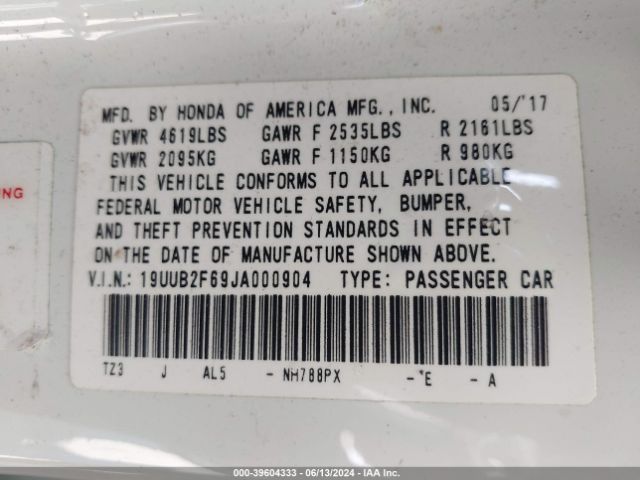 MFD. BY HONDA OF AMERICA MFG., INC. 05/'17
GVWR 4619LBS GAWR F 2535LBS R 2161LBS
GVWR 2095KG GAWR F 1150KG R 980KG
THIS VEHICLE CONFORMS TO ALL APPLICABLE
FEDERAL MOTOR VEHICLE SAFETY, BUMPER,
AND THEFT PREVENTION STANDARDS IN EFFECT
ON THE DATE OF MANUFACTURE SHOWN ABOVE.
V.I.N.: 19UUB2F69JA000904 TYPE: PASSENGER CAR
TZ3 J AL5 - NH788PX - *E - A
000-39604333 | 06/13/2024 | IAA Inc.